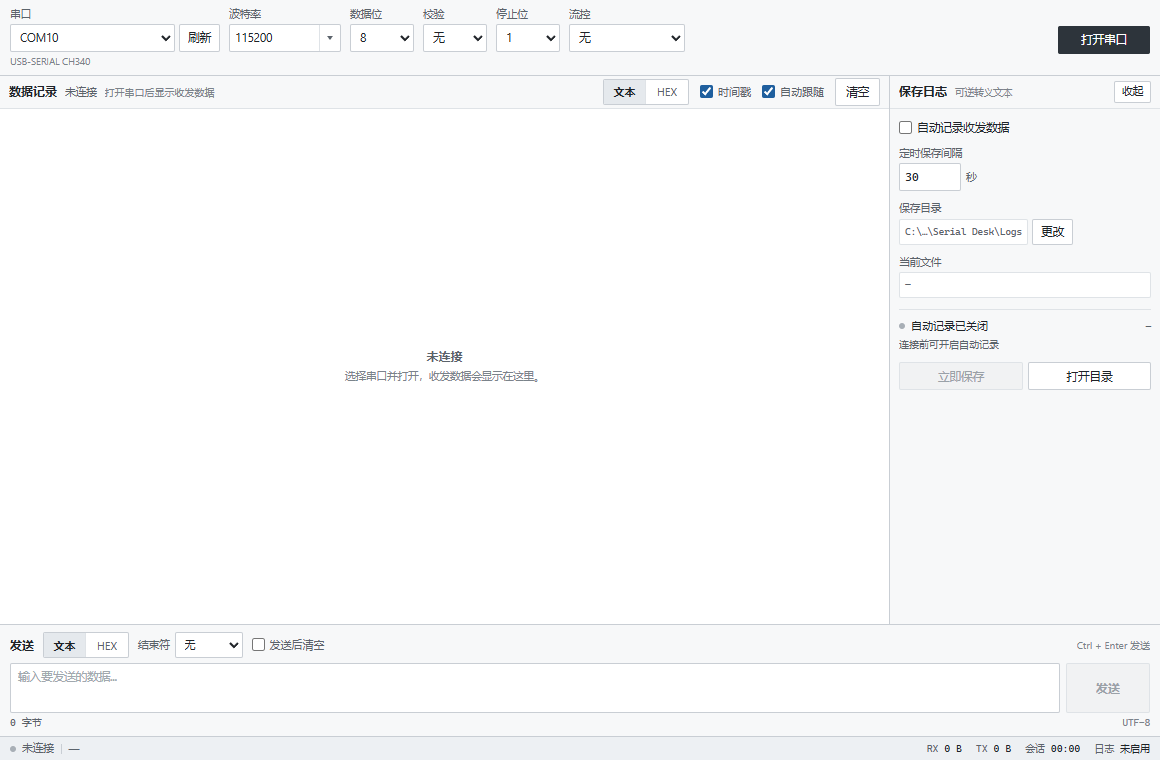 串口 波特率 数据位 校验 停止位 流控
COM10 刷新 115200 8 无 1 无 打开串口
USB-SERIAL CH340
数据记录 未连接 打开串口后显示收发数据 文本 HEX 时间戳 自动跟随 清空
保存日志 可逆转义文本 收起
自动记录收发数据
定时保存间隔
30 秒
保存目录
C:\…\Serial Desk\Logs 更改
当前文件
—
自动记录已关闭 —
连接前可开启自动记录
立即保存 打开目录
未连接
选择串口并打开，收发数据会显示在这里。
发送 文本 HEX 结束符 无 发送后清空 Ctrl + Enter 发送
输入要发送的数据…
发送
0 字节 UTF-8
未连接 — RX 0 B TX 0 B 会话 00:00 日志 未启用